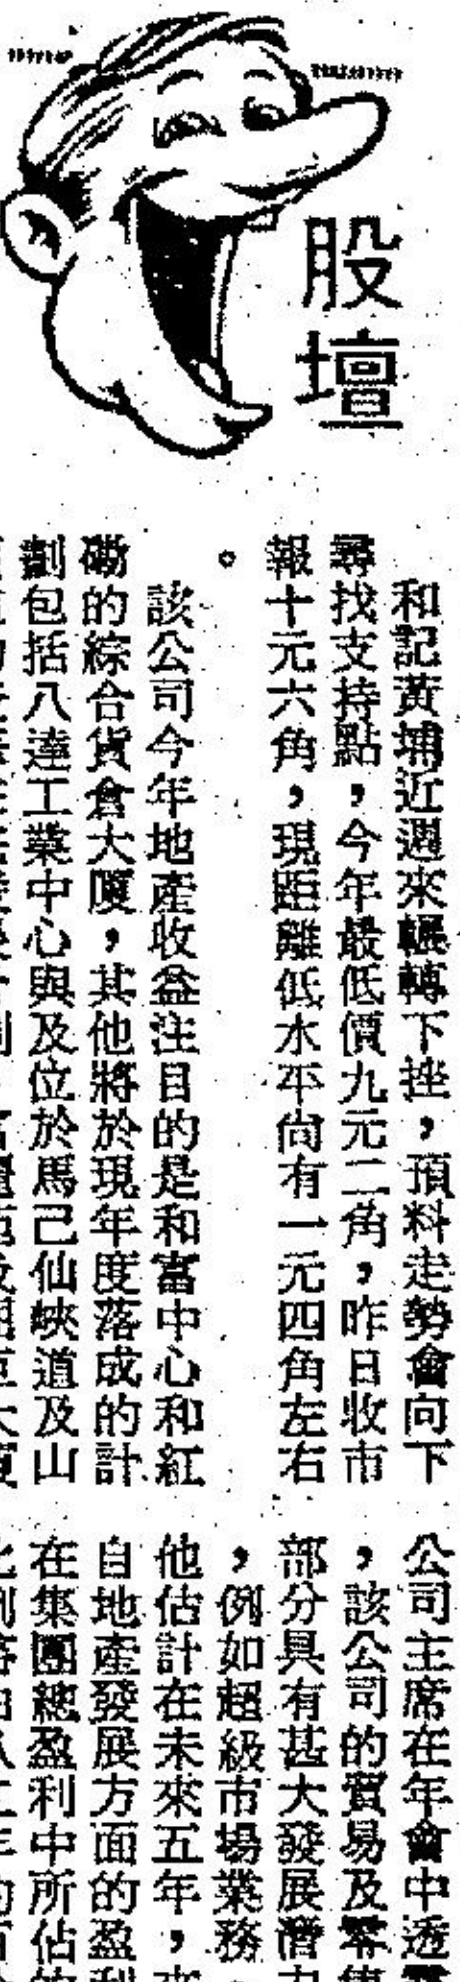 股壇
和記黃埔近週來輾轉下挫，預料走勢會向下
尋找支持點，今年最低價九元二角，昨日收市
報十元六角，現距離低水平尚有一元四角左右
。
該公司今年地產收益注目的是和富中心和紅
磡的綜合貨倉大厦，其他將於現年度落成的計
劃包括八達工業中心與及位於馬己仙峽道及山
公司主席在年會中透
，該公司的貿易及零售
部分具有甚大發展潛力
，例如超級市場業務
他估計在未來五年，來
自地產發展方面的盈利
在集團總盈利中所佔的